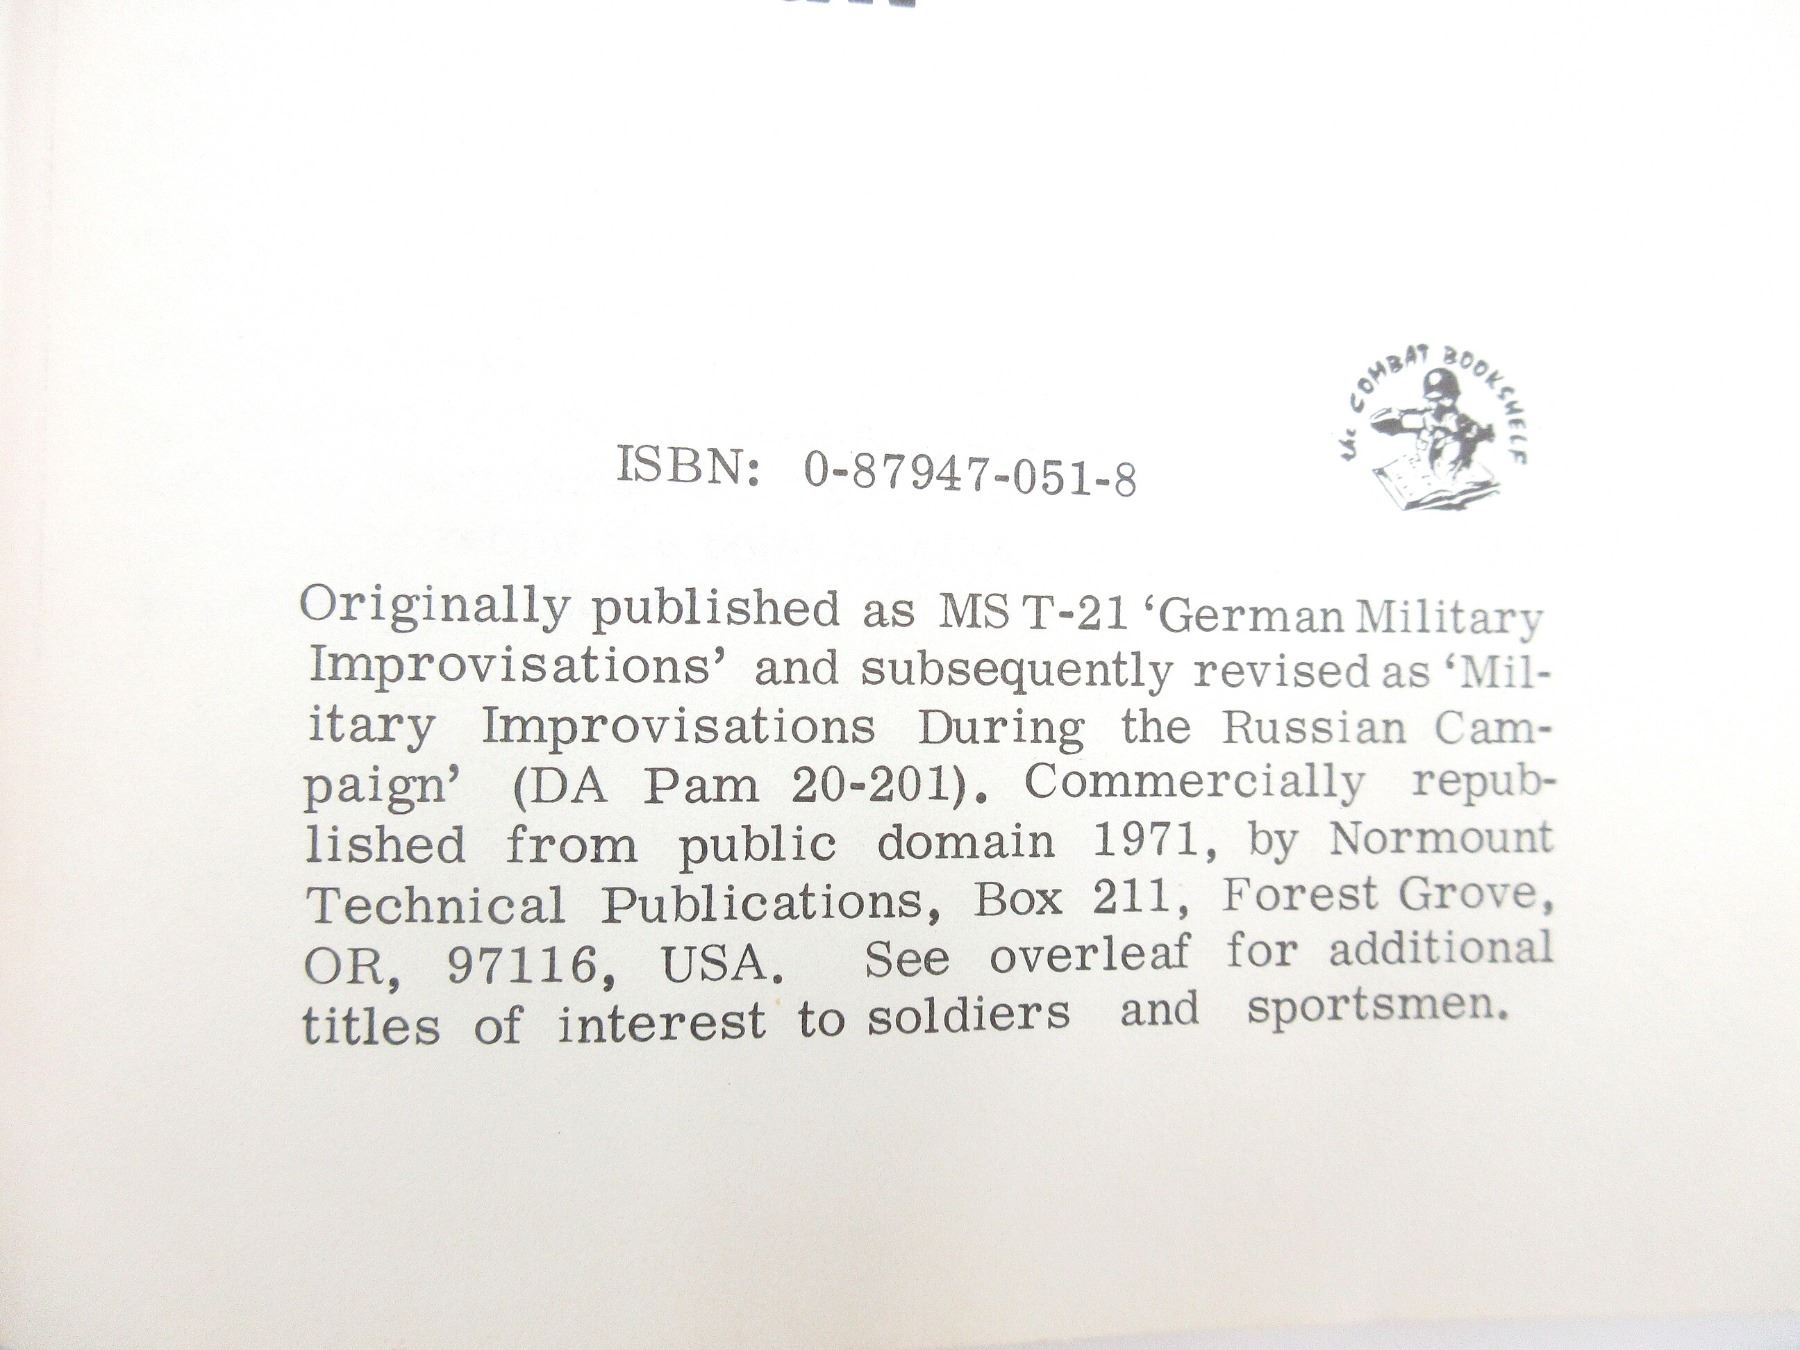 the COMBAT BOOKSHELF
ISBN: 0-87947-051-8
Originally published as MS T-21 ‘German Military
Improvisations’ and subsequently revised as ‘Mil-
itary Improvisations During the Russian Cam-
paign’ (DA Pam 20-201). Commercially repub-
lished from public domain 1971, by Normount
Technical Publications, Box 211, Forest Grove,
OR, 97116, USA. See overleaf for additional
titles of interest to soldiers and sportsmen.